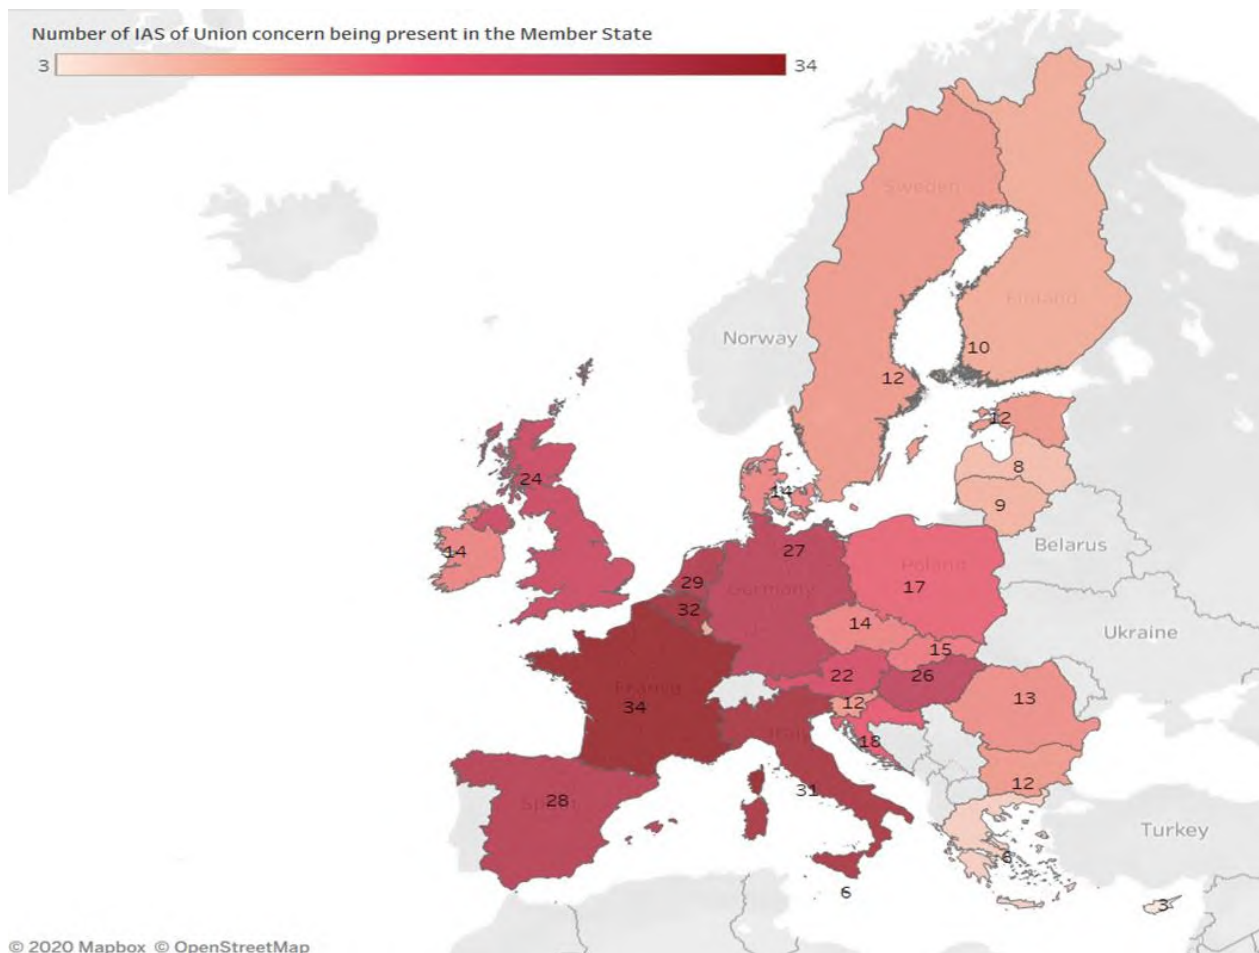 Number of IAS of Union concern being present in the Member State
3 34
Sweden
Finland
Norway
10
12
12
8
9
24
14
14
Belarus
27
Poland
29
Germany
17
32
14
Ukraine
15
22
26
France
12
13
34
Italy
18
12
28
Spain
31
Turkey
6
6
3
© 2020 Mapbox © OpenStreetMap